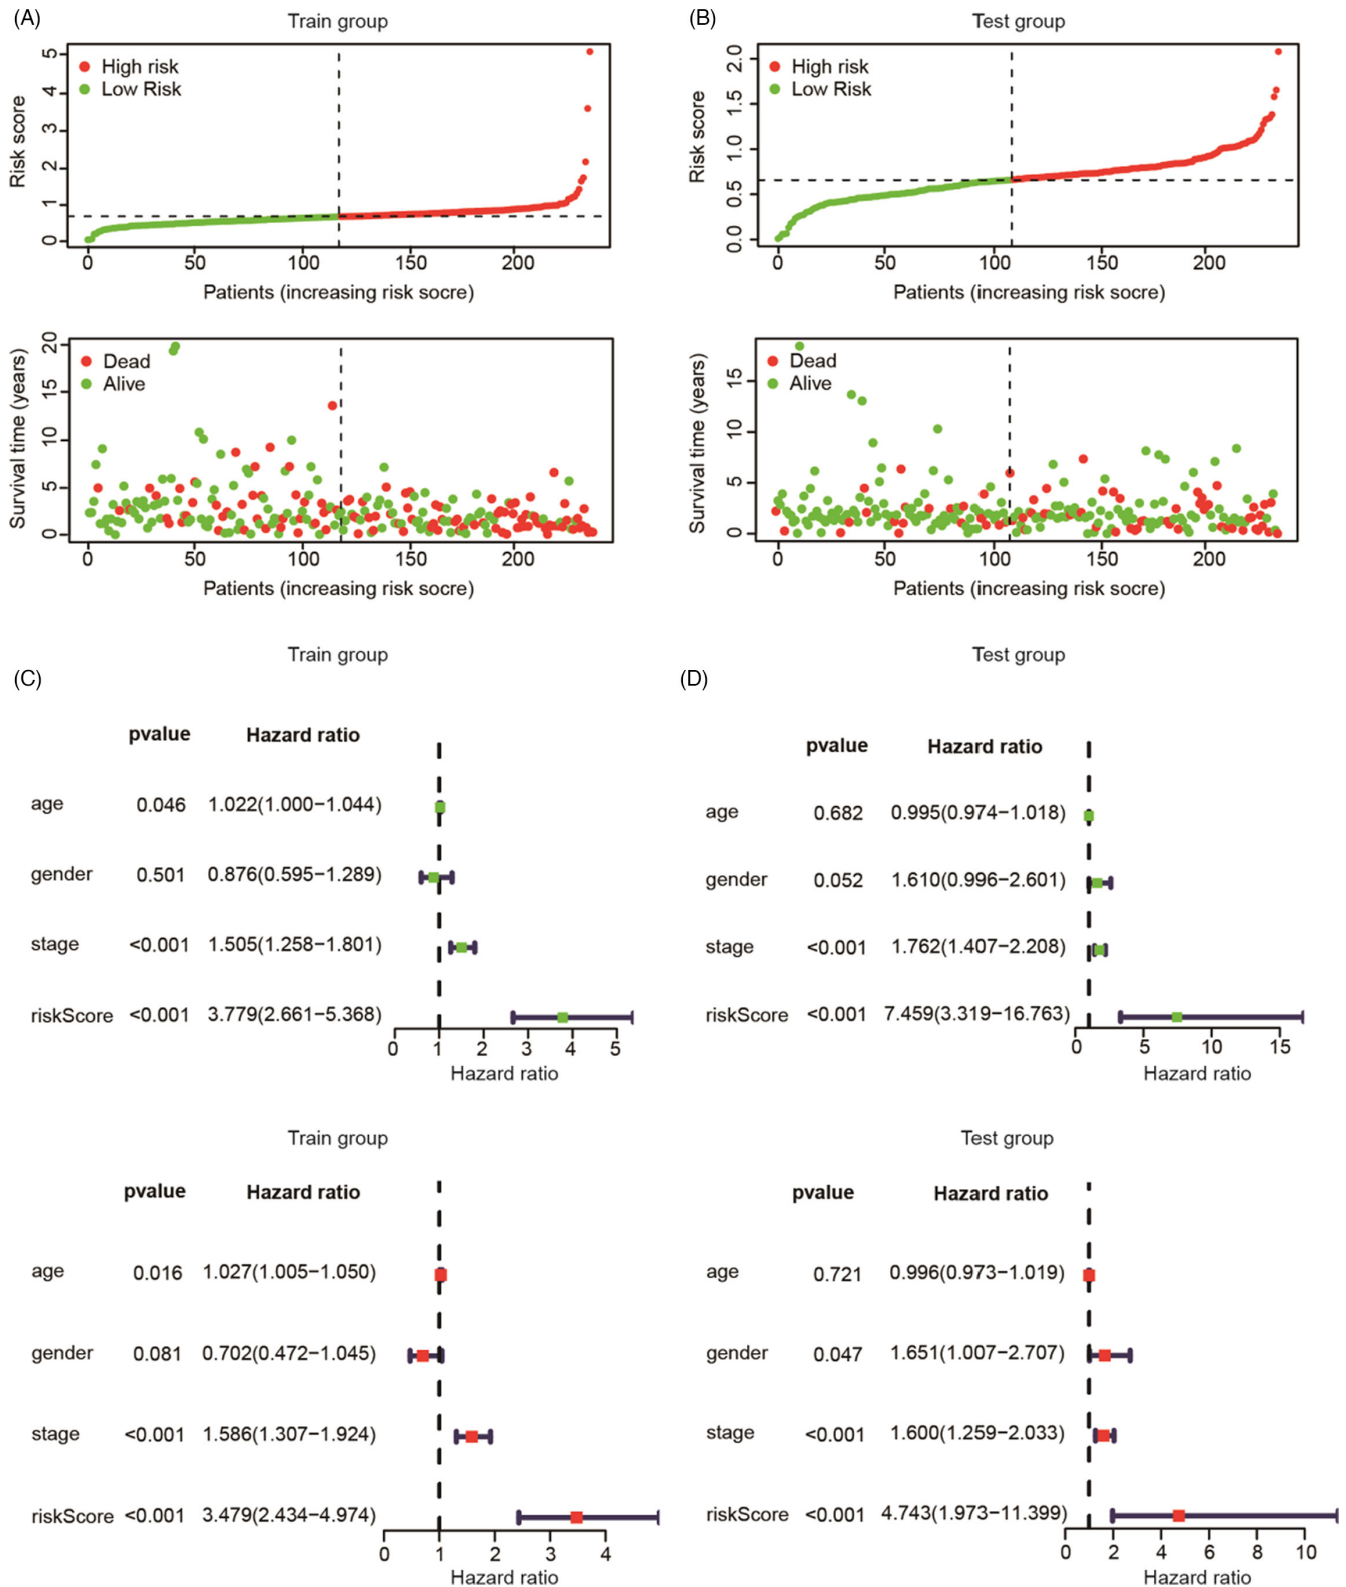 (A)
Train group
5
4
3
2
1
0
Risk score
High risk
Low Risk
0
50
100
150
200
Patients (increasing risk socre)
20
15
10
5
0
Survival time (years)
Dead
Alive
0
50
100
150
200
Patients (increasing risk socre)
(B)
Test group
2.0
1.5
1.0
0.5
0.0
Risk score
High risk
Low Risk
0
50
100
150
200
Patients (increasing risk socre)
15
10
5
0
Survival time (years)
Dead
Alive
0
50
100
150
200
Patients (increasing risk socre)
Train group
(C)
pvalue Hazard ratio
age 0.046 1.022(1.000−1.044)
gender 0.501 0.876(0.595−1.289)
stage <0.001 1.505(1.258−1.801)
riskScore <0.001 3.779(2.661−5.368)
0 1 2 3 4 5
Hazard ratio
Train group
pvalue Hazard ratio
age 0.016 1.027(1.005−1.050)
gender 0.081 0.702(0.472−1.045)
stage <0.001 1.586(1.307−1.924)
riskScore <0.001 3.479(2.434−4.974)
0 1 2 3 4
Hazard ratio
Test group
(D)
pvalue Hazard ratio
age 0.682 0.995(0.974−1.018)
gender 0.052 1.610(0.996−2.601)
stage <0.001 1.762(1.407−2.208)
riskScore <0.001 7.459(3.319−16.763)
0 5 10 15
Hazard ratio
Test group
pvalue Hazard ratio
age 0.721 0.996(0.973−1.019)
gender 0.047 1.651(1.007−2.707)
stage <0.001 1.600(1.259−2.033)
riskScore <0.001 4.743(1.973−11.399)
0 2 4 6 8 10
Hazard ratio